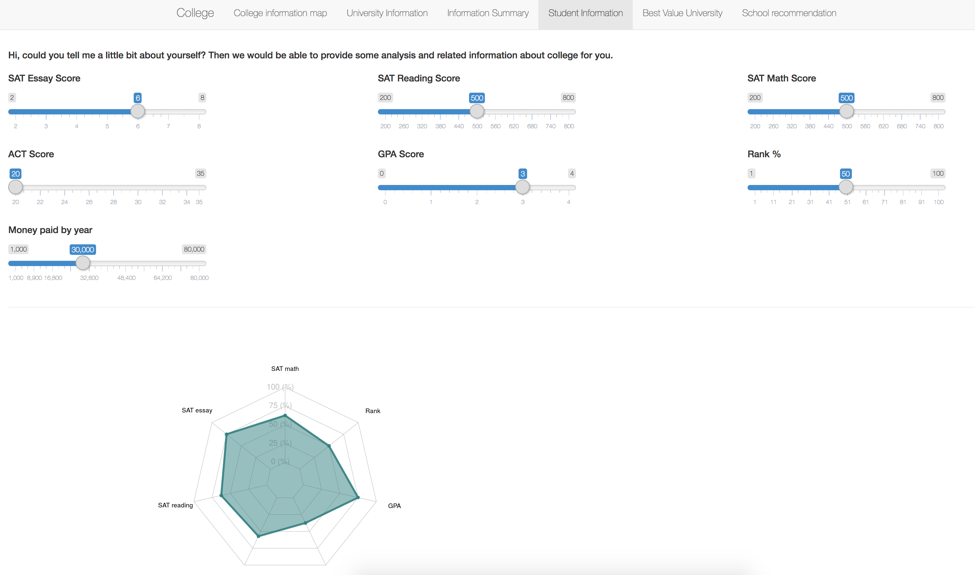 College College information map University Information Information Summary Student Information Best Value University School recommendation
Hi, could you tell me a little bit about yourself? Then we would be able to provide some analysis and related information about college for you.
SAT Essay Score
2 6 8
2 3 4 5 6 7 8
SAT Reading Score
200 500 800
200 260 320 380 440 500 560 620 680 740 800
SAT Math Score
200 500 800
200 260 320 380 440 500 560 620 680 740 800
ACT Score
20 35
20 22 24 26 28 30 32 34 35
GPA Score
0 3 4
0 1 2 3 4
Rank %
1 50 100
1 11 21 31 41 51 61 71 81 91 100
Money paid by year
1,000 30,000 80,000
1,000 8,900 16,800 32,600 48,400 64,200 80,000
SAT math
100 (%)
75 (%)
50 (%)
25 (%)
0 (%)
SAT essay
Rank
SAT reading
GPA